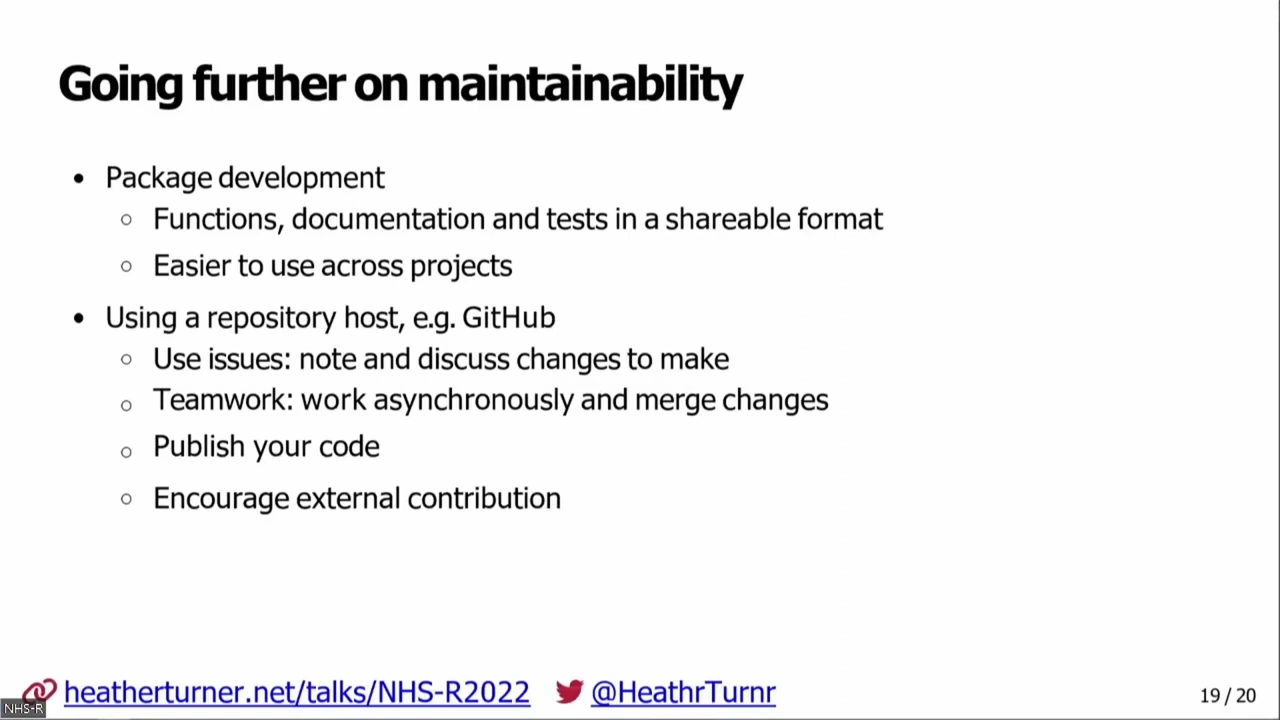 Going further on maintainability
Package development
Functions, documentation and tests in a shareable format
Easier to use across projects
Using a repository host, e.g. GitHub
Use issues: note and discuss changes to make
Teamwork: work asynchronously and merge changes
Publish your code
Encourage external contribution
heatherturner.net/talks/NHS-R2022 @HeathrTurnr
19 / 20
NHS-R